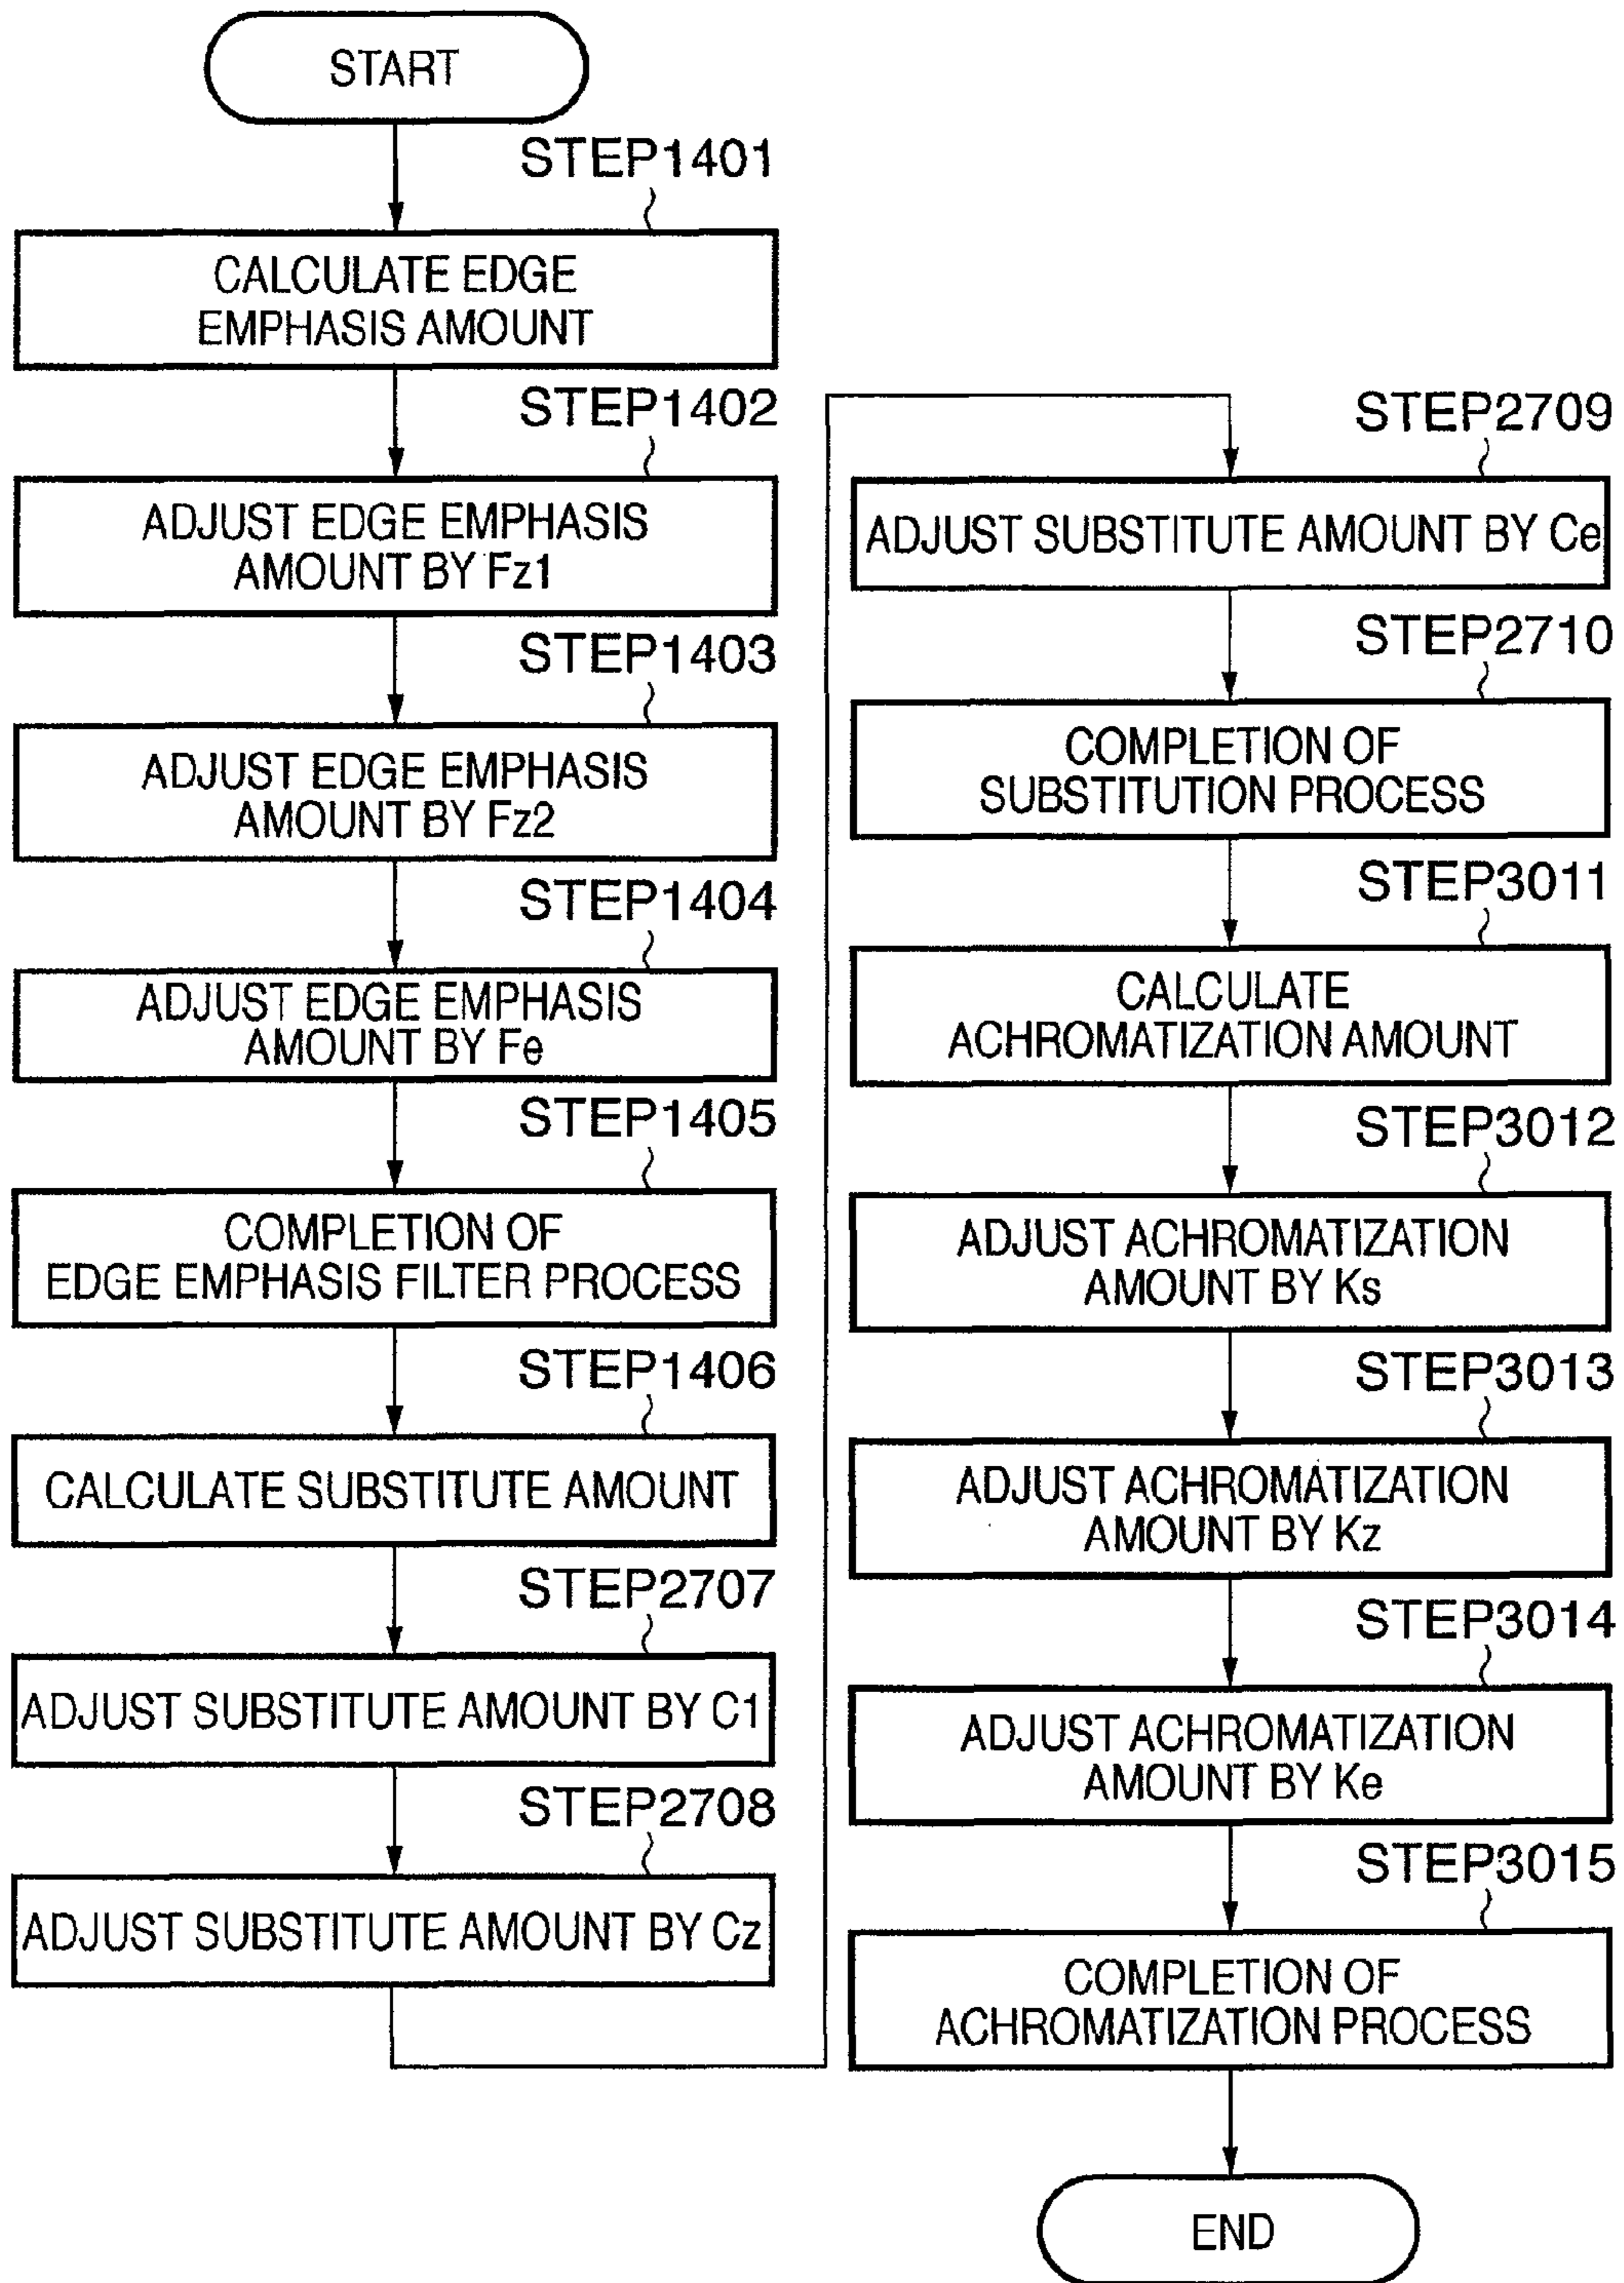 START
STEP1401
CALCULATE EDGE
EMPHASIS AMOUNT
STEP1402
ADJUST EDGE EMPHASIS
AMOUNT BY Fz1
STEP1403
ADJUST EDGE EMPHASIS
AMOUNT BY Fz2
STEP1404
ADJUST EDGE EMPHASIS
AMOUNT BY Fe
STEP1405
COMPLETION OF
EDGE EMPHASIS FILTER PROCESS
STEP1406
CALCULATE SUBSTITUTE AMOUNT
STEP2707
ADJUST SUBSTITUTE AMOUNT BY C1
STEP2708
ADJUST SUBSTITUTE AMOUNT BY Cz
STEP2709
ADJUST SUBSTITUTE AMOUNT BY Ce
STEP2710
COMPLETION OF
SUBSTITUTION PROCESS
STEP3011
CALCULATE
ACHROMATIZATION AMOUNT
STEP3012
ADJUST ACHROMATIZATION
AMOUNT BY Ks
STEP3013
ADJUST ACHROMATIZATION
AMOUNT BY Kz
STEP3014
ADJUST ACHROMATIZATION
AMOUNT BY Ke
STEP3015
COMPLETION OF
ACHROMATIZATION PROCESS
END